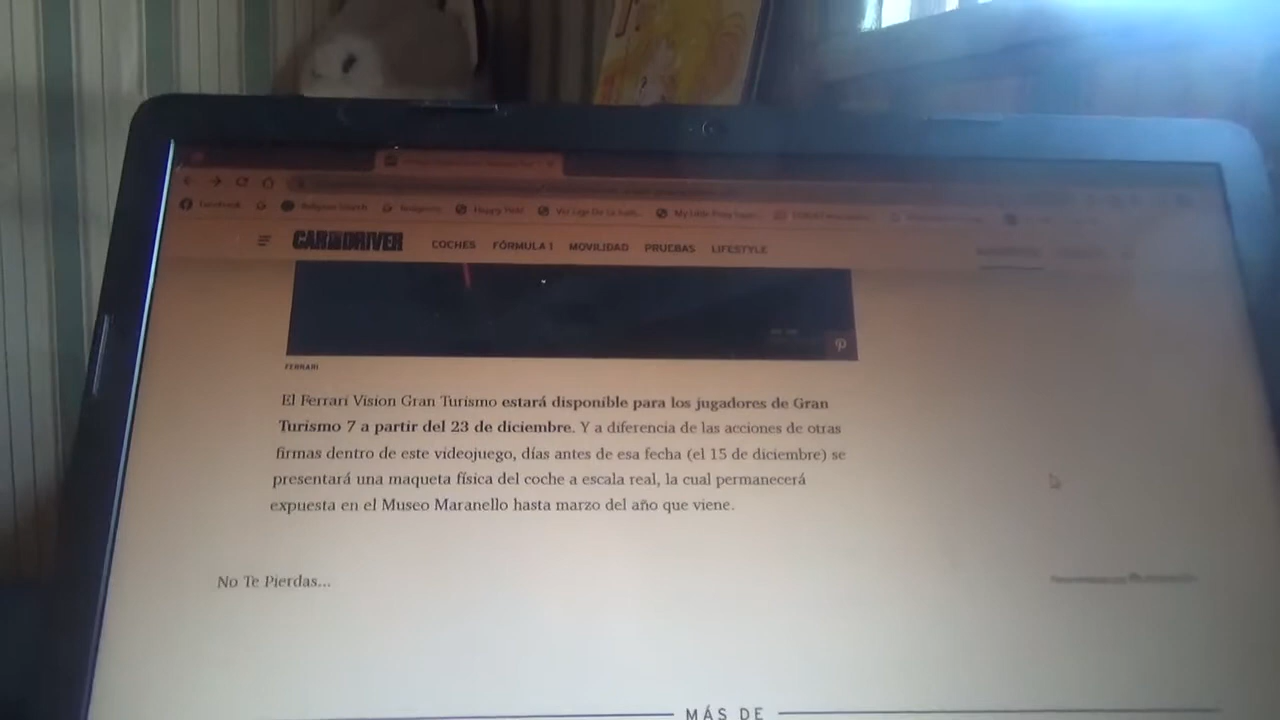 Facebook
CAR AND DRIVER
COCHES FÓRMULA 1 MOVILIDAD PRUEBAS LIFESTYLE
FERRARI
El Ferrari Vision Gran Turismo estará disponible para los jugadores de Gran
Turismo 7 a partir del 23 de diciembre. Y a diferencia de las acciones de otras
firmas dentro de este videojuego, días antes de esa fecha (el 15 de diciembre) se
presentará una maqueta física del coche a escala real, la cual permanecerá
expuesta en el Museo Maranello hasta marzo del año que viene.
No Te Pierdas...
MÁS DE